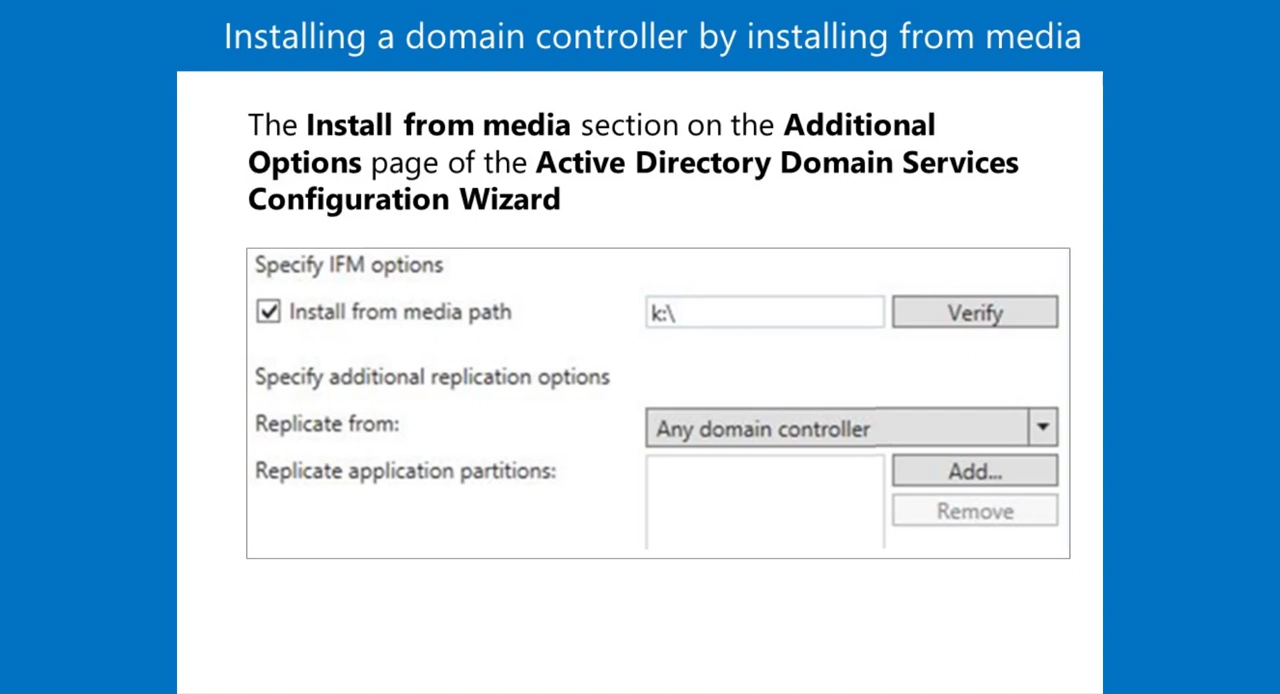 Installing a domain controller by installing from media
The Install from media section on the Additional
Options page of the Active Directory Domain Services
Configuration Wizard
Specify IFM options
Install from media path k:\ Verify
Specify additional replication options
Replicate from: Any domain controller
Replicate application partitions: Add...
Remove